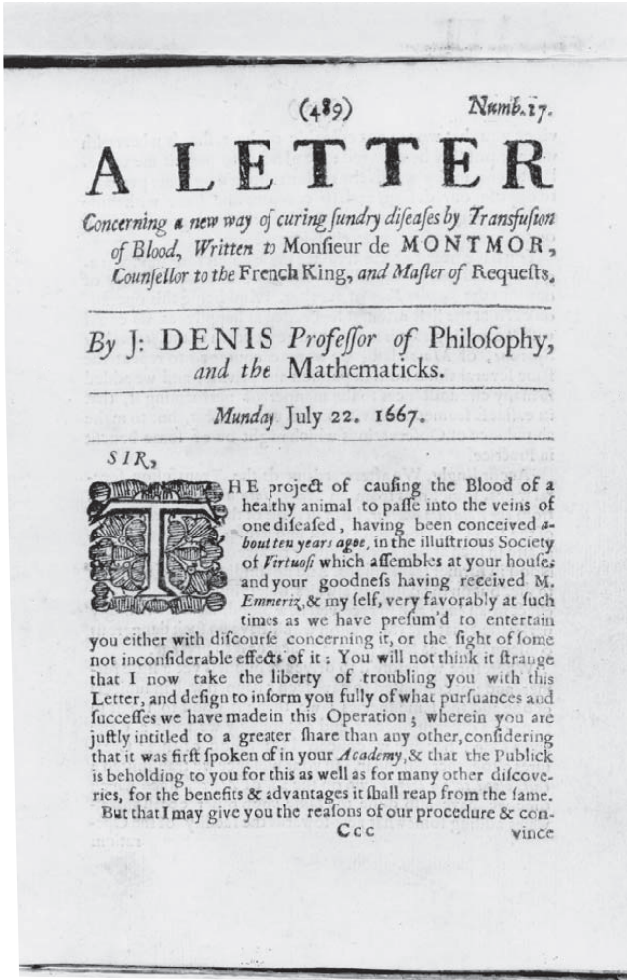 (489) Numb.27.
A LETTER
Concerning a new way of curing ſundry diſeaſes by Transfuſion
of Blood, Written to Monſieur de MONTMOR,
Counſellor to the French King, and Maſter of Requeſts.
By J: DENIS Profeſſor of Philoſophy,
and the Mathematicks.
Munday July 22. 1667.
SIR,
THE project of cauſing the Blood of a
healthy animal to paſſe into the veins of
one diſeaſed, having been conceived a-
bout ten years agoe, in the illuſtrious Society
of Virtuoſi which aſſembles at your houſe;
and your goodneſs having received M.
Emmeriz, & my ſelf, very favorably at ſuch
times as we have preſum'd to entertain
you either with diſcourſe concerning it, or the ſight of ſome
not inconſiderable effects of it: You will not think it ſtrange
that I now take the liberty of troubling you with this
Letter, and deſign to inform you fully of what purſuances and
ſucceſſes we have made in this Operation; wherein you are
juſtly intitled to a greater ſhare than any other, conſidering
that it was firſt ſpoken of in your Academy, & that the Publick
is beholding to you for this as well as for many other diſcove-
ries, for the benefits & advantages it ſhall reap from the ſame.
But that I may give you the reaſons of our procedure & con-
Ccc vince